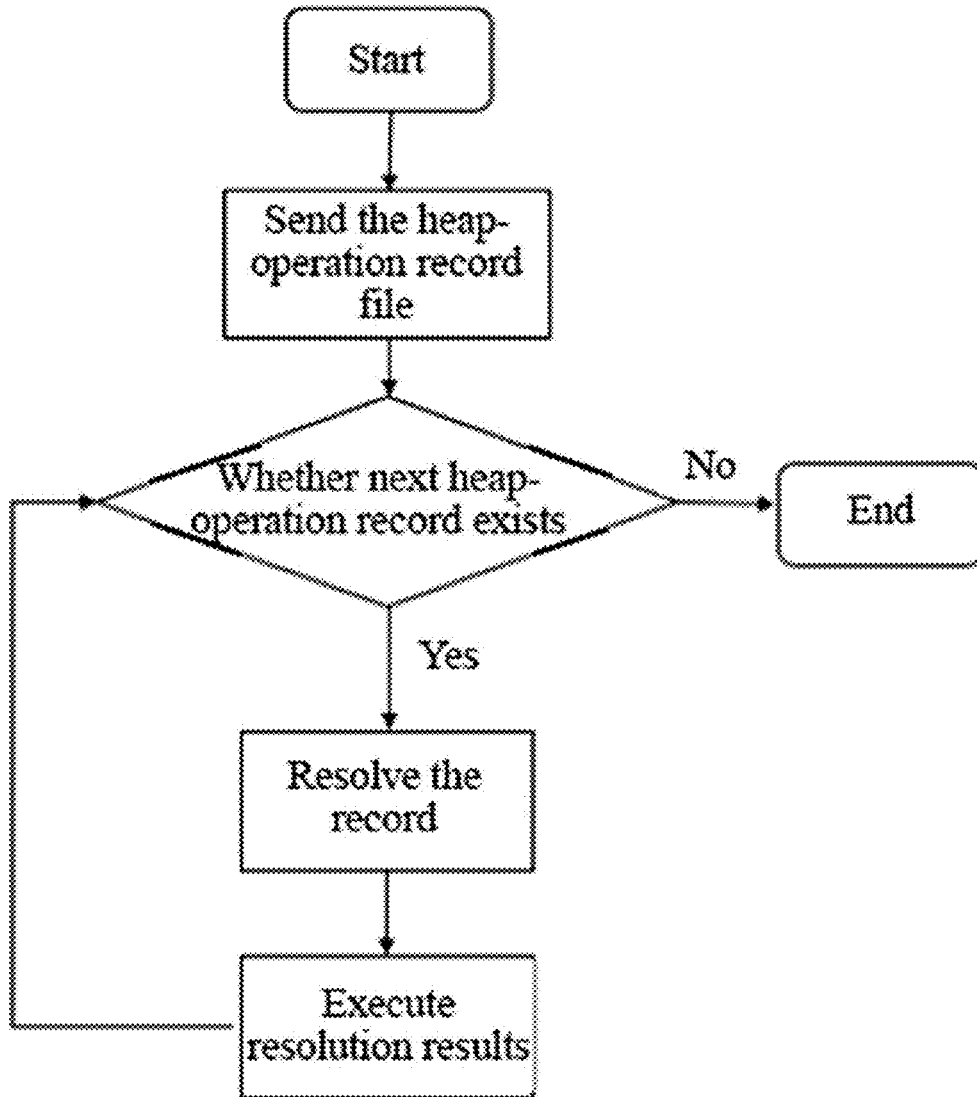 Start
Send the heap-
operation record
file
Whether next heap-
operation record exists
No
End
Yes
Resolve the
record
Execute
resolution results